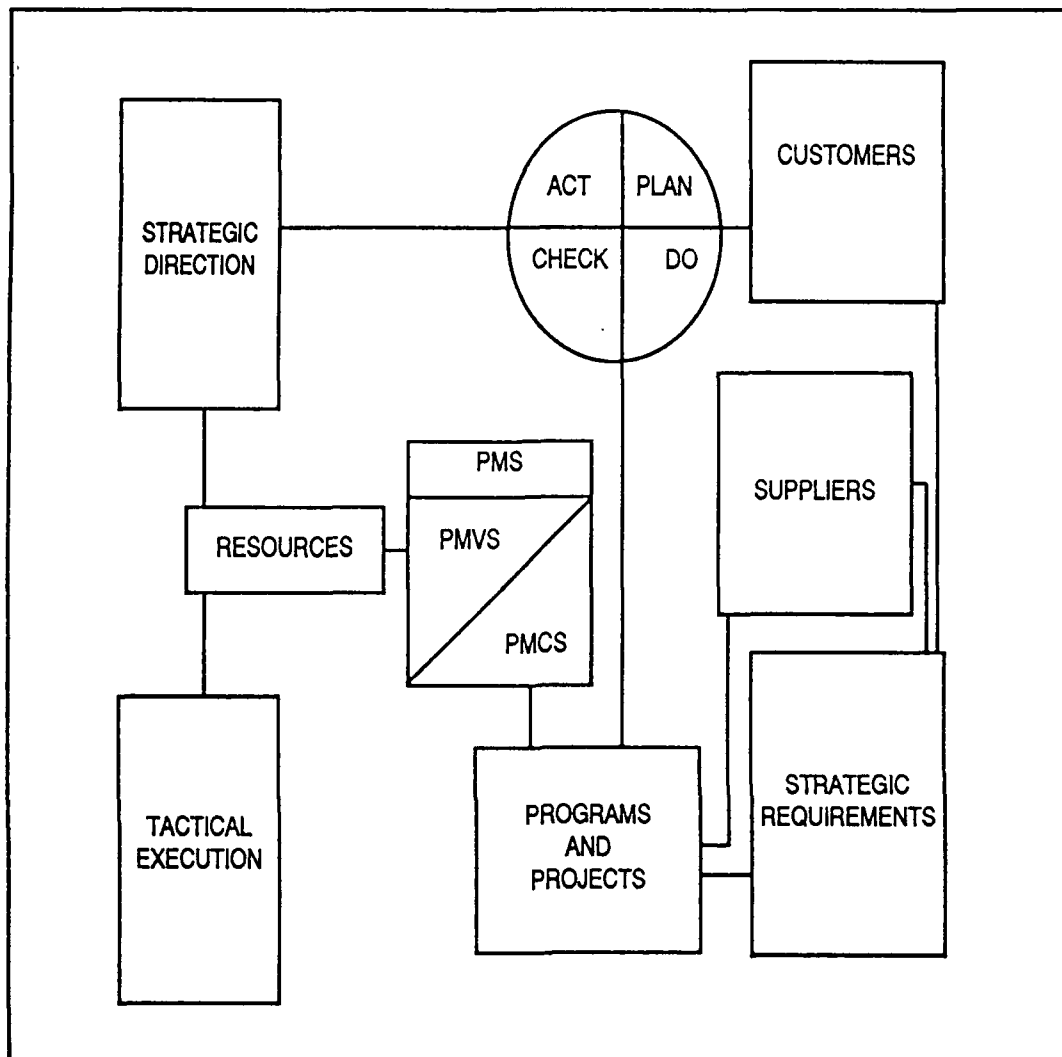 CUSTOMERS
ACT PLAN
CHECK DO
STRATEGIC
DIRECTION
PMS
SUPPLIERS
RESOURCES
PMVS
PMCS
STRATEGIC
REQUIREMENTS
PROGRAMS
AND
PROJECTS
TACTICAL
EXECUTION